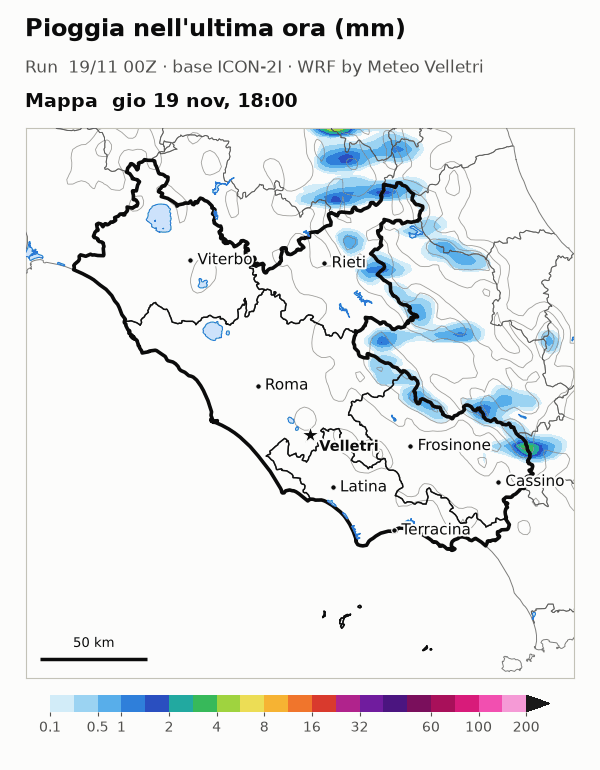 Pioggia nell'ultima ora (mm)
Run  19/11 00Z · base ICON-2I · WRF by Meteo Velletri
Mappa  gio 19 nov, 18:00
Viterbo
Rieti
Roma
Velletri
Frosinone
Cassino
Latina
Terracina
50 km
0.1 0.5 1 2 4 8 16 32 60 100 200